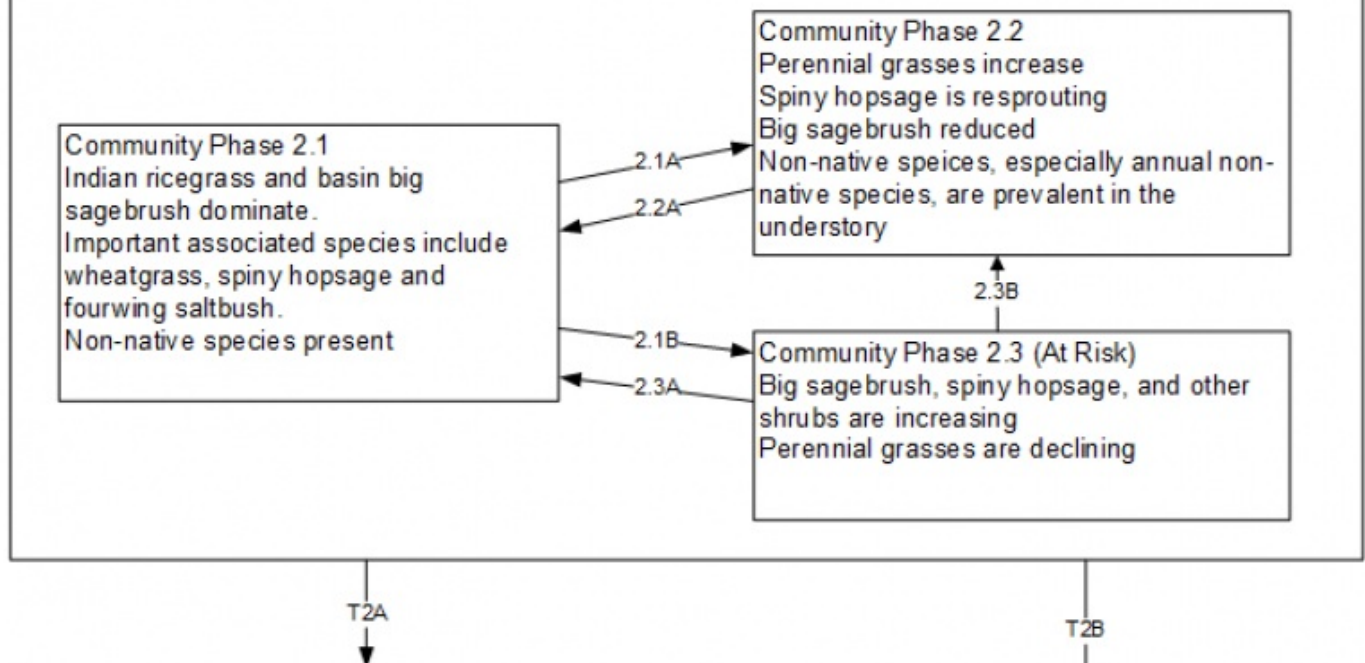 Community Phase 2.1
Indian ricegrass and basin big
sagebrush dominate.
Important associated species include
wheatgrass, spiny hopsage and
fourwing saltbush.
Non-native species present
2.1A
2.2A
2.1B
2.3A
Community Phase 2.2
Perennial grasses increase
Spiny hopsage is resprouting
Big sagebrush reduced
Non-native speices, especially annual non-
native species, are prevalent in the
understory
2.3B
Community Phase 2.3 (At Risk)
Big sagebrush, spiny hopsage, and other
shrubs are increasing
Perennial grasses are declining
T2A
T2B